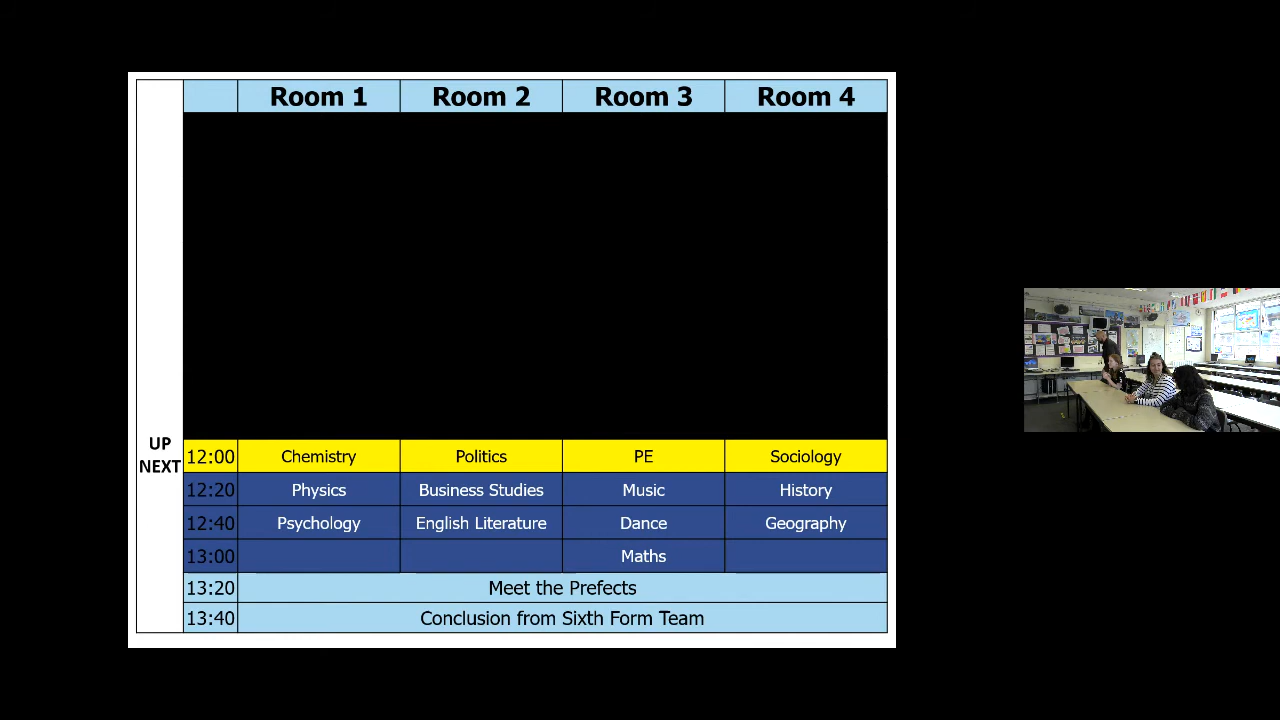 Room 1 Room 2 Room 3 Room 4
UP
NEXT
12:00 Chemistry Politics PE Sociology
12:20 Physics Business Studies Music History
12:40 Psychology English Literature Dance Geography
13:00 Maths
13:20 Meet the Prefects
13:40 Conclusion from Sixth Form Team